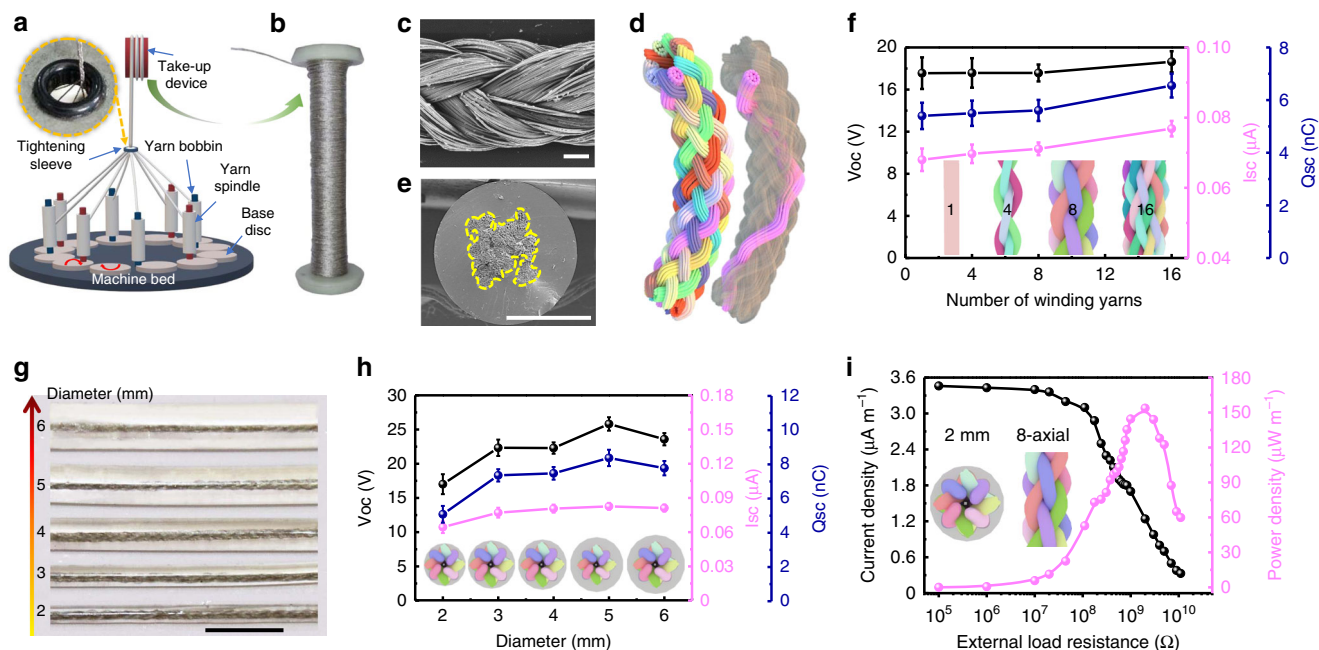 a
Take-up
device
Tightening
sleeve
Yarn bobbin
Yarn
spindle
Base
disc
Machine bed
b
c
d
e
f
20
16
12
8
4
0
Voc (V)
0
4
8
12
16
Number of winding yarns
1
4
8
16
0.10
0.08
0.06
0.04
Isc (μA)
8
6
4
2
0
Qsc (nC)
g
Diameter (mm)
6
5
4
3
2
h
30
25
20
15
10
5
0
Voc (V)
2
3
4
5
6
Diameter (mm)
0.18
0.15
0.12
0.09
0.06
0.03
0.00
Isc (μA)
12
10
8
6
4
2
0
Qsc (nC)
i
3.6
3.0
2.4
1.8
1.2
0.6
0.0
Current density (μA m⁻¹)
2 mm
8-axial
10⁵
10⁶
10⁷
10⁸
10⁹
10¹⁰
External load resistance (Ω)
180
150
120
90
60
30
0
Power density (μW m⁻¹)